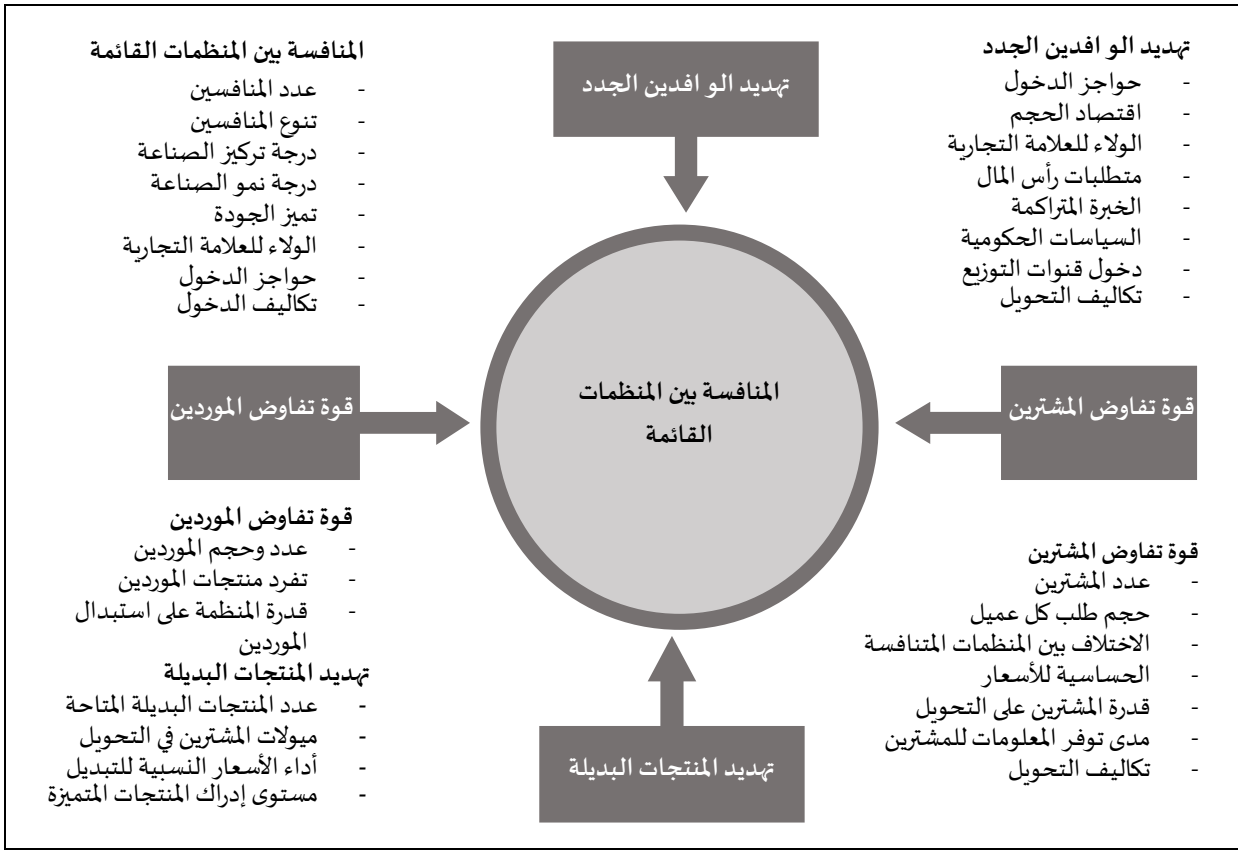 تهديد الو افدين الجدد
- حواجز الدخول
- اقتصاد الحجم
- الولاء للعلامة التجارية
- متطلبات رأس المال
- الخبرة المتراكمة
- السياسات الحكومية
- دخول قنوات التوزيع
- تكاليف التحويل
تهديد الو افدين الجدد
المنافسة بين المنظمات القائمة
- عدد المنافسين
- تنوع المنافسين
- درجة تركيز الصناعة
- درجة نمو الصناعة
- تميز الجودة
- الولاء للعلامة التجارية
- حواجز الدخول
- تكاليف الدخول
قوة تفاوض المشترين
المنافسة بين المنظمات
القائمة
قوة تفاوض الموردين
قوة تفاوض المشترين
- عدد المشترين
- حجم طلب كل عميل
- الاختلاف بين المنظمات المتنافسة
- الحساسية للأسعار
- قدرة المشترين على التحويل
- مدى توفر المعلومات للمشترين
- تكاليف التحويل
تهديد المنتجات البديلة
قوة تفاوض الموردين
- عدد وحجم الموردين
- تفرد منتجات الموردين
- قدرة المنظمة على استبدال
الموردين
تهديد المنتجات البديلة
- عدد المنتجات البديلة المتاحة
- ميولات المشترين في التحويل
- أداء الأسعار النسبية للتبديل
- مستوى إدراك المنتجات المتميزة